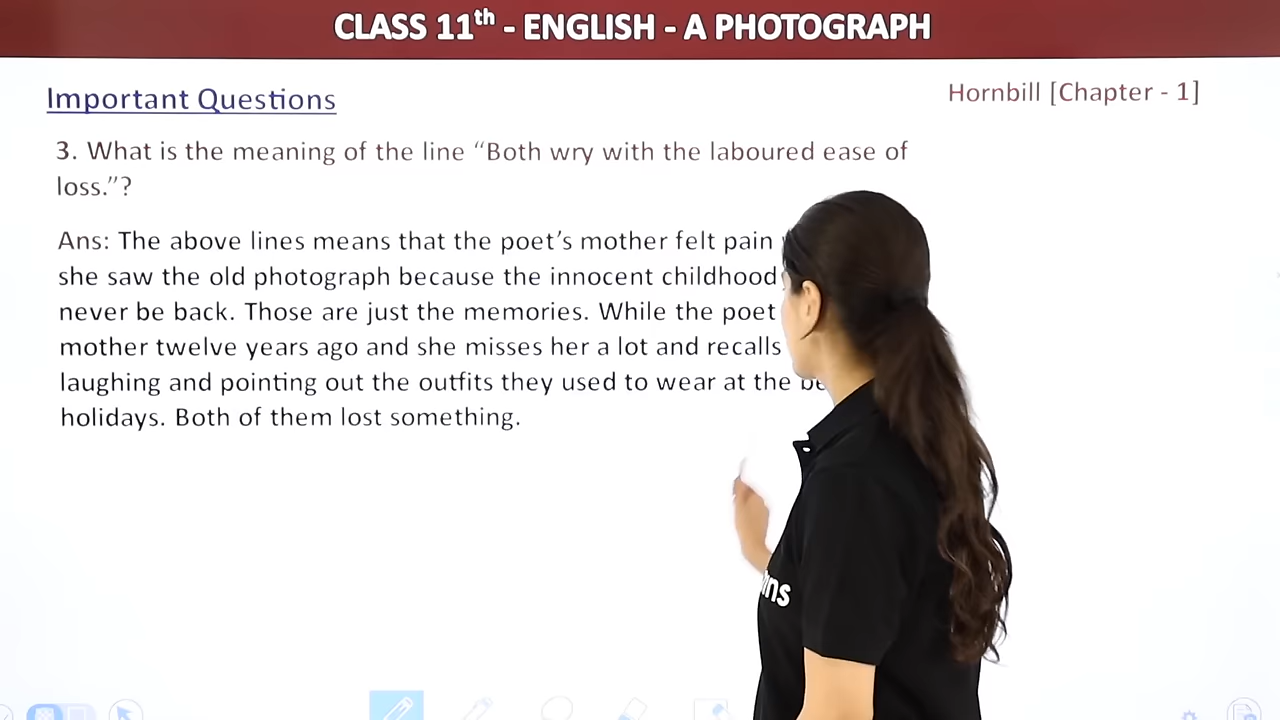 CLASS 11th - ENGLISH - A PHOTOGRAPH
Important Questions
Hornbill [Chapter - 1]
3. What is the meaning of the line “Both wry with the laboured ease of
loss.”?
Ans: The above lines means that the poet’s mother felt pain
she saw the old photograph because the innocent childhood
never be back. Those are just the memories. While the poet
mother twelve years ago and she misses her a lot and recalls
laughing and pointing out the outfits they used to wear at the
holidays. Both of them lost something.